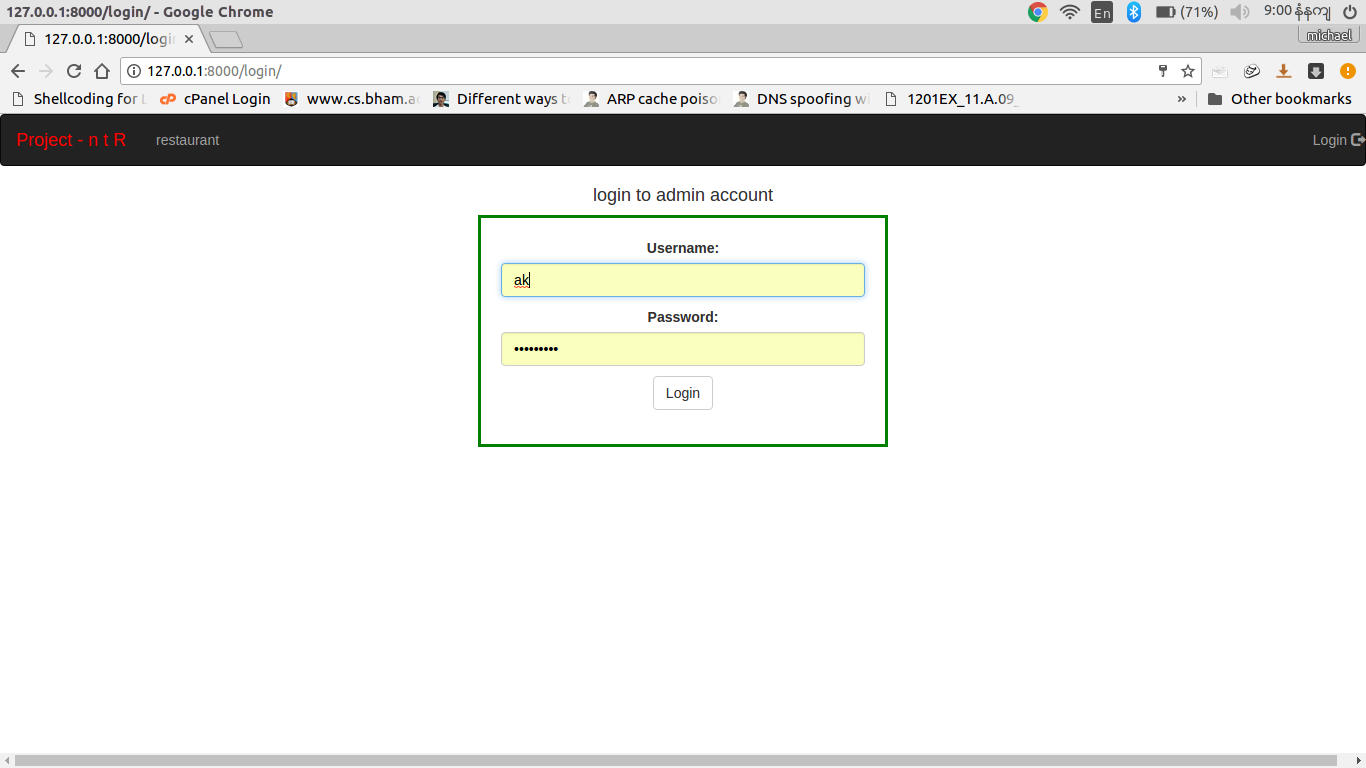 127.0.0.1:8000/login/ - Google Chrome
En (71%) 9:00 နံနက်
127.0.0.1:8000/logi
michael
127.0.0.1:8000/login/
Shellcoding for cPanel Login www.cs.bham.ac Different ways t ARP cache poiso DNS spoofing w 1201EX_11.A.09_ » Other bookmarks
Project - n t R restaurant Login
login to admin account
Username:
ak
Password:
•••••••••
Login